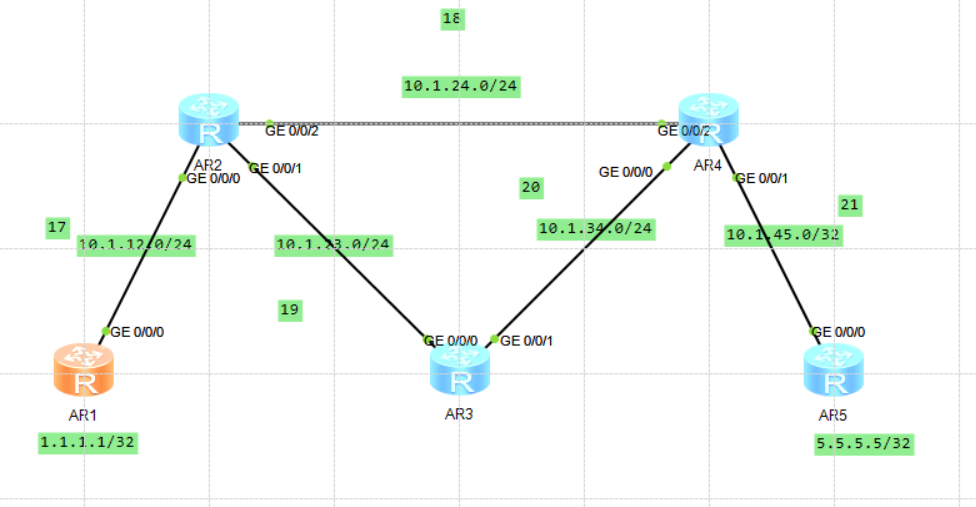 18
10.1.24.0/24
R
R
GE 0/0/2
GE 0/0/2
AR2
AR4
GE 0/0/0
GE 0/0/1
GE 0/0/0
GE 0/0/1
20
21
17
10.1.12.0/24
10.1.23.0/24
10.1.34.0/24
10.1.45.0/32
19
GE 0/0/0
GE 0/0/0
GE 0/0/1
GE 0/0/0
R
R
R
AR1
AR3
AR5
1.1.1.1/32
5.5.5.5/32